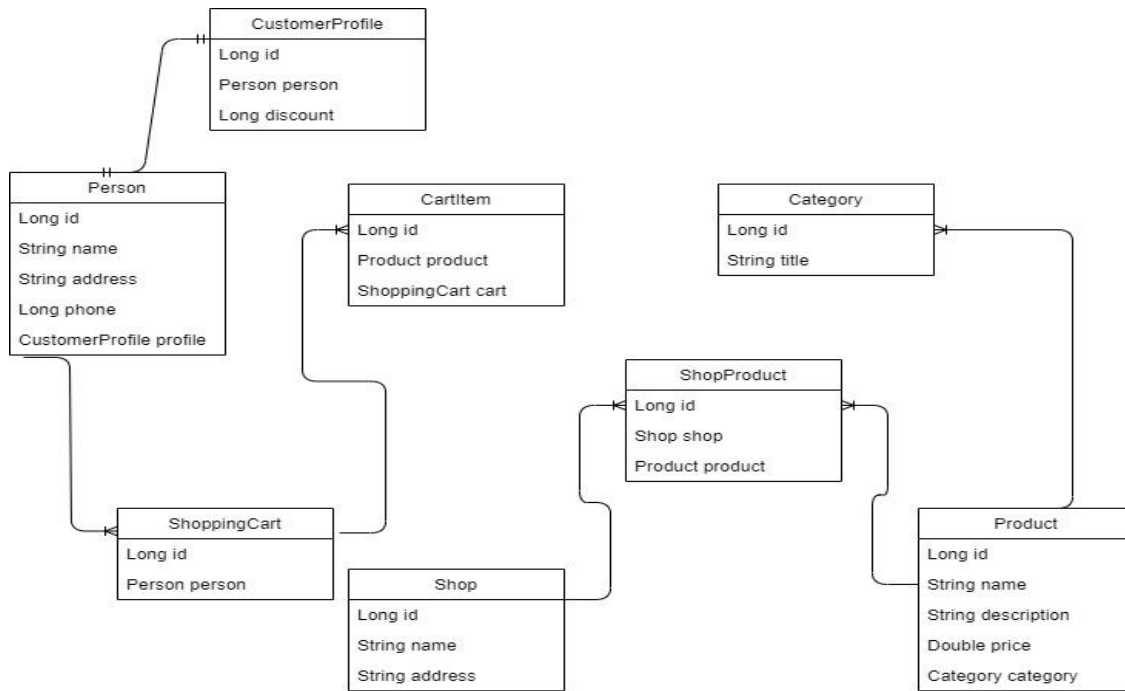 CustomerProfile
Long id
Person person
Long discount
Person
Long id
String name
String address
Long phone
CustomerProfile profile
CartItem
Long id
Product product
ShoppingCart cart
Category
Long id
String title
ShopProduct
Long id
Shop shop
Product product
ShoppingCart
Long id
Person person
Shop
Long id
String name
String address
Product
Long id
String name
String description
Double price
Category category